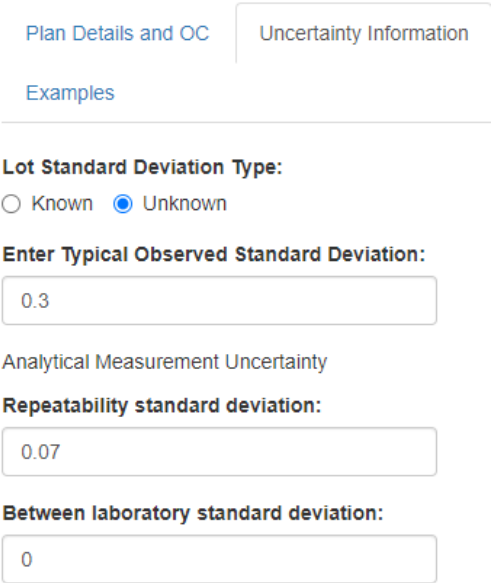 Plan Details and OC
Uncertainty Information
Examples
Lot Standard Deviation Type:
Known Unknown
Enter Typical Observed Standard Deviation:
0.3
Analytical Measurement Uncertainty
Repeatability standard deviation:
0.07
Between laboratory standard deviation:
0